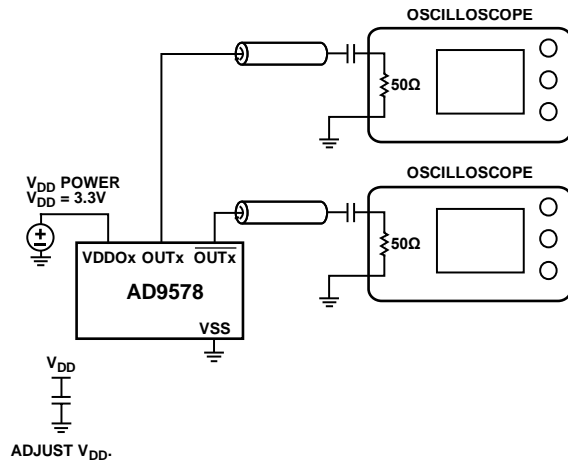 OSCILLOSCOPE
50Ω
OSCILLOSCOPE
50Ω
VDD POWER
VDD = 3.3V
VDDOx OUTx OUTx
AD9578
VSS
VDD
ADJUST VDD.